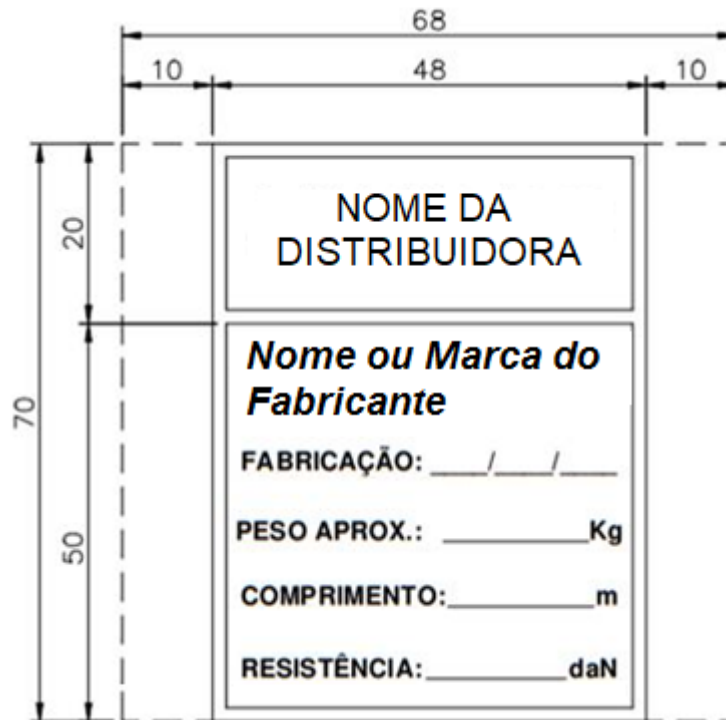 68
10 48 10
NOME DA
DISTRIBUIDORA
20
Nome ou Marca do
Fabricante
70
FABRICAÇÃO: ____/____/____
PESO APROX.: __________Kg
50
COMPRIMENTO:__________m
RESISTÊNCIA:__________daN